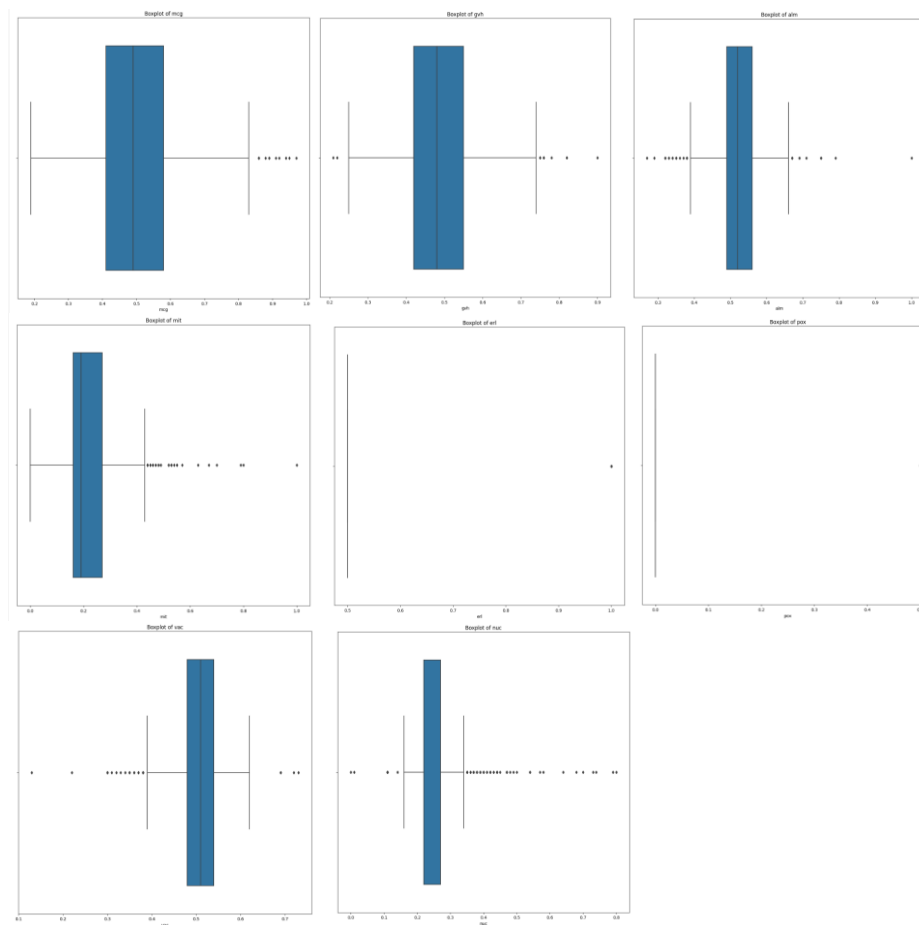 Boxplot of mcg
0.2 0.3 0.4 0.5 0.6 0.7 0.8 0.9 1.0
mcg
Boxplot of gvh
0.2 0.3 0.4 0.5 0.6 0.7 0.8 0.9
gvh
Boxplot of alm
0.3 0.4 0.5 0.6 0.7 0.8 0.9 1.0
alm
Boxplot of mit
0.0 0.2 0.4 0.6 0.8 1.0
mit
Boxplot of erl
0.5 0.6 0.7 0.8 0.9 1.0
erl
Boxplot of pox
0.0 0.1 0.2 0.3 0.4
pox
Boxplot of vac
0.1 0.2 0.3 0.4 0.5 0.6 0.7
Boxplot of nuc
0.0 0.1 0.2 0.3 0.4 0.5 0.6 0.7 0.8
nuc